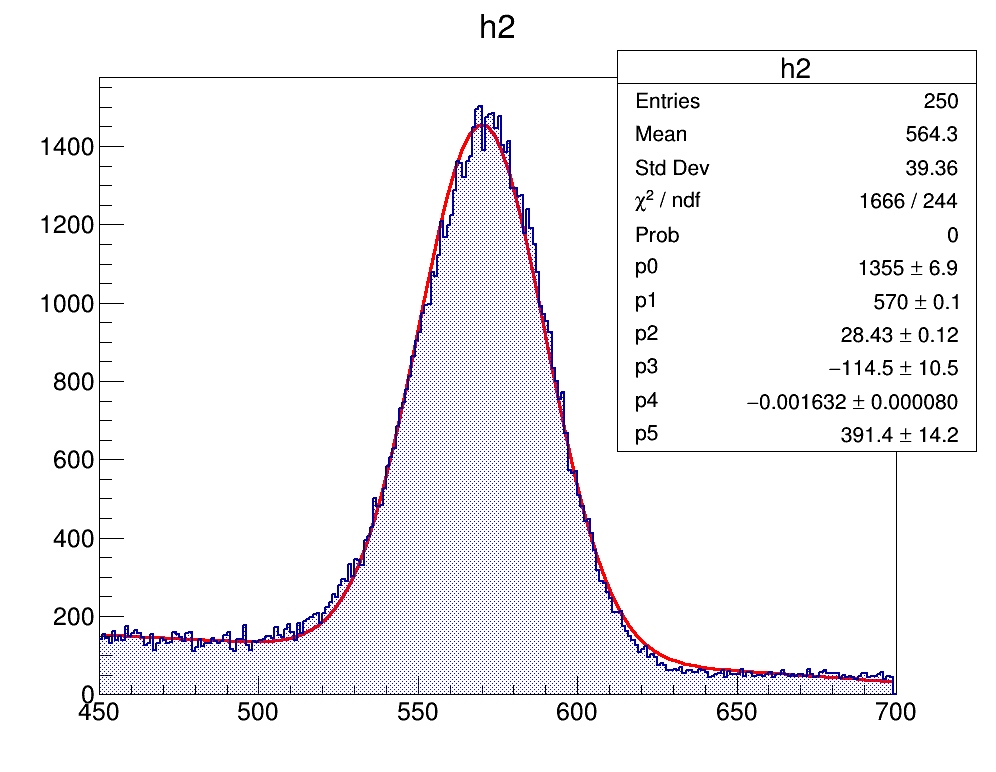 h2
h2
Entries 250
Mean 564.3
Std Dev 39.36
χ² / ndf 1666 / 244
Prob 0
p0 1355 ± 6.9
p1 570 ± 0.1
p2 28.43 ± 0.12
p3 −114.5 ± 10.5
p4 −0.001632 ± 0.000080
p5 391.4 ± 14.2
1400
1200
1000
800
600
400
200
0
450 500 550 600 650 700